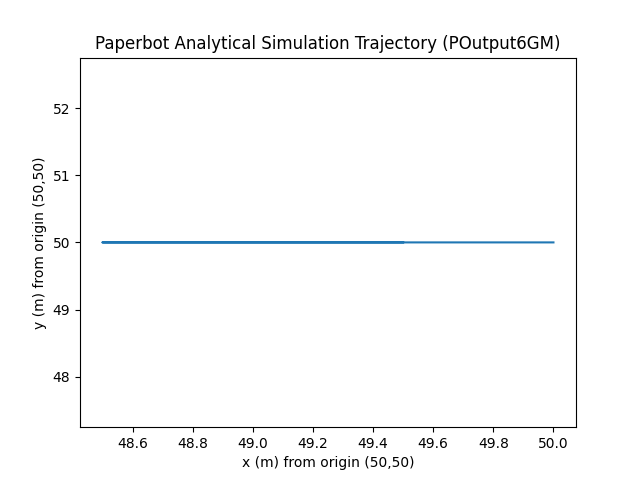 Paperbot Analytical Simulation Trajectory (POutput6GM)
52
51
50
49
48
y (m) from origin (50,50)
48.6 48.8 49.0 49.2 49.4 49.6 49.8 50.0
x (m) from origin (50,50)